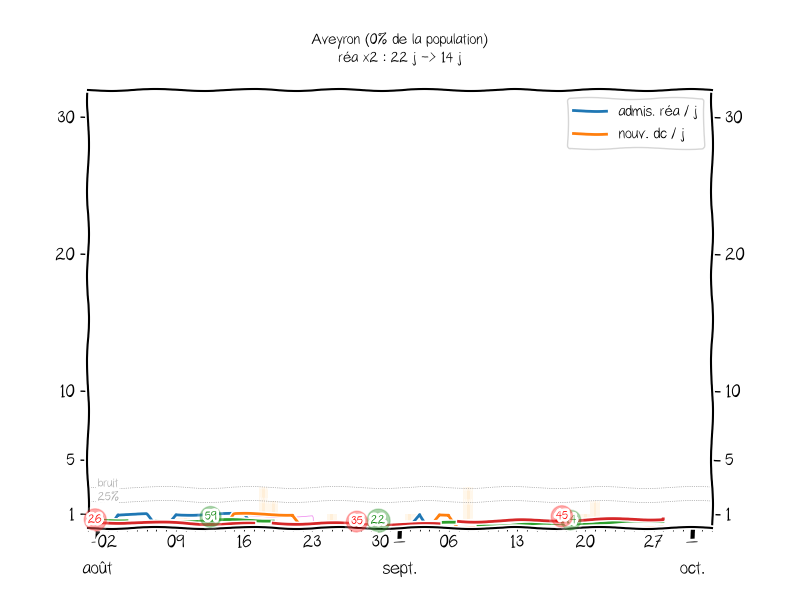 Aveyron (0% de la population)
réa x2 : 22 j -> 14 j
admis. réa / j
nouv. dc / j
30 30
20 20
10 10
5 5
bruit
25%
1 1
26 59 35 22 45
02 09 16 23 30 06 13 20 27
août sept. oct.